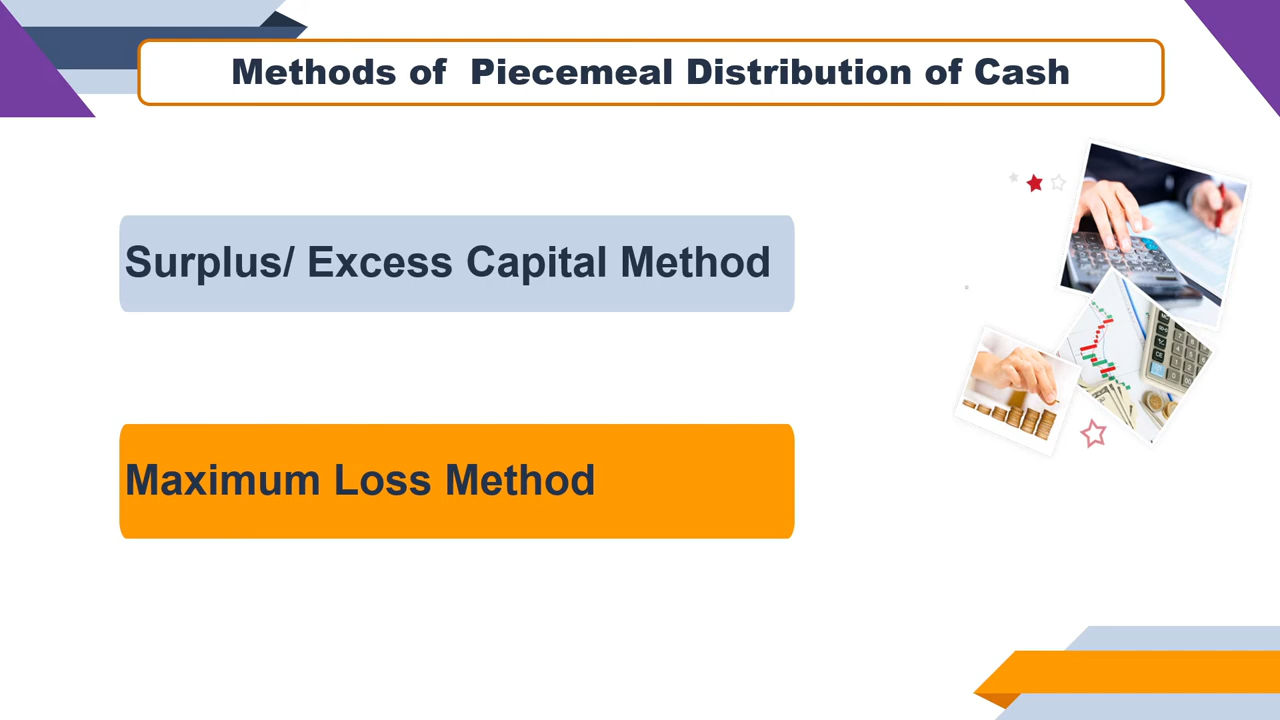 Methods of  Piecemeal Distribution of Cash
Surplus/ Excess Capital Method
Maximum Loss Method